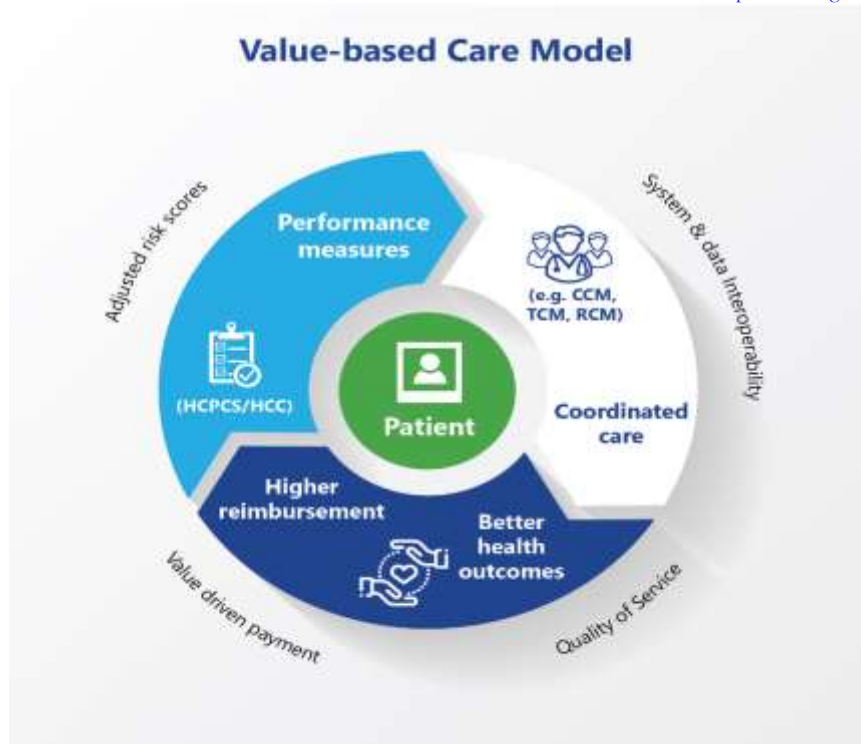 Value-based Care Model
Adjusted risk scores
Performance
measures
(HCPCS/HCC)
System & data Interoperability
(e.g. CCM,
TCM, RCM)
Coordinated
care
Patient
Higher
reimbursement
Better
health
outcomes
Value driven payment
Quality of Service